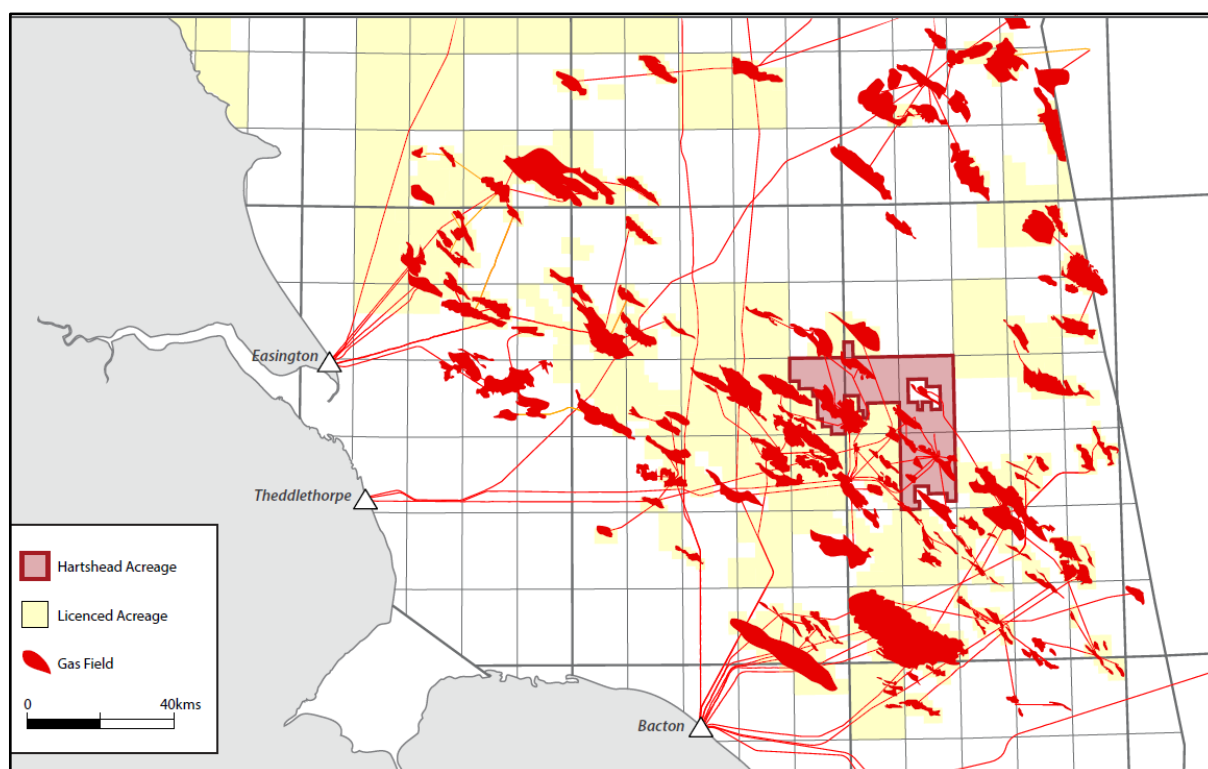 Easington
Theddlethorpe
Hartshead Acreage
Licenced Acreage
Gas Field
0 40kms
Bacton